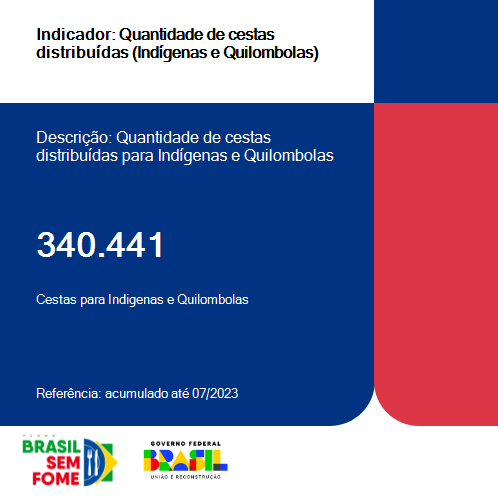 Indicador: Quantidade de cestas
distribuídas (Indígenas e Quilombolas)
Descrição: Quantidade de cestas
distribuídas para Indígenas e Quilombolas
340.441
Cestas para Indigenas e Quilombolas
Referência: acumulado até 07/2023
PLANO
BRASIL
SEM
FOME
GOVERNO FEDERAL
BRASIL
UNIÃO E RECONSTRUÇÃO